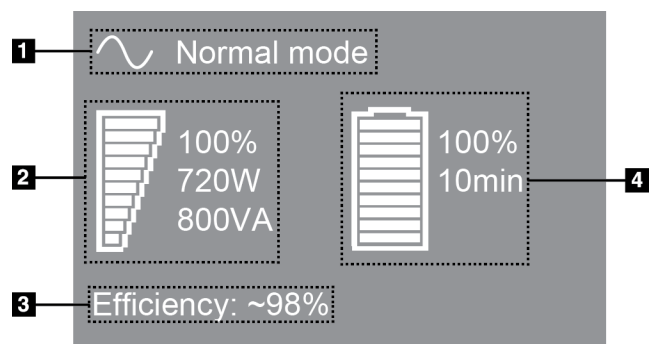 1
Normal mode
2
100%
720W
800VA
100%
10min
4
3
Efficiency: ~98%